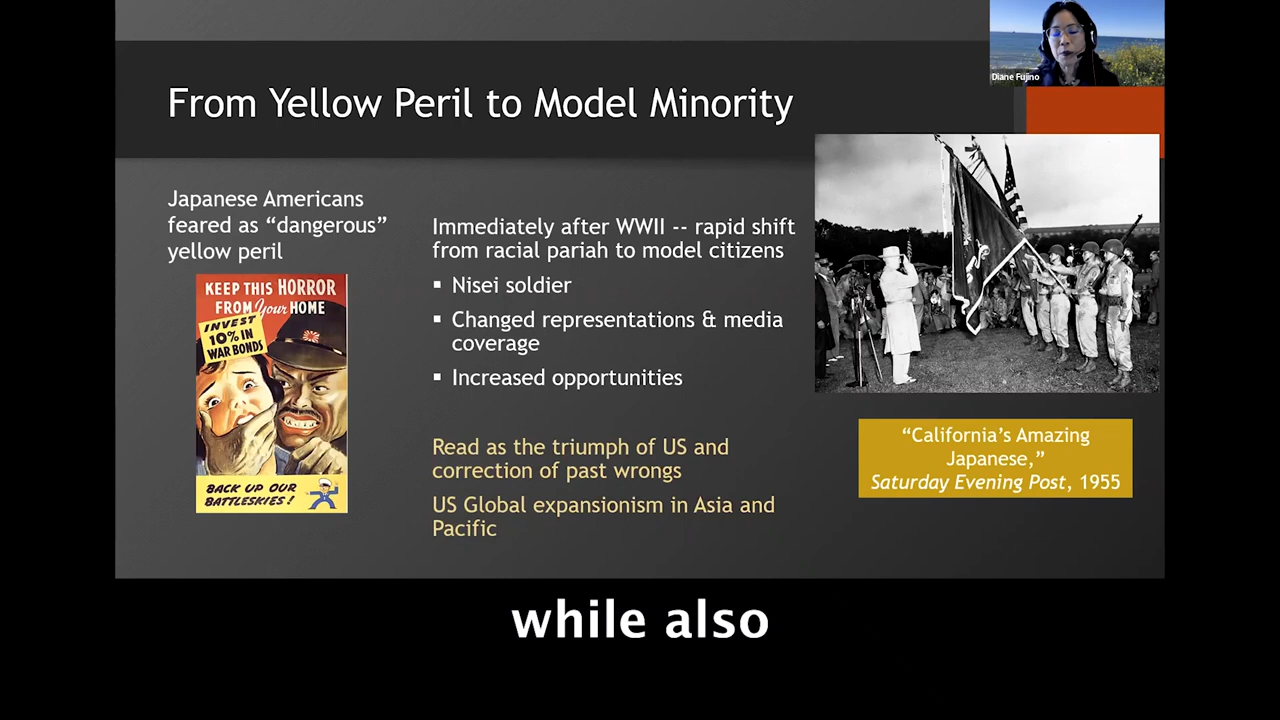 Diane Fujino
From Yellow Peril to Model Minority
Japanese Americans
feared as “dangerous”
yellow peril
KEEP THIS HORROR
FROM Your HOME
INVEST
10% IN
WAR BONDS
BACK UP OUR
BATTLESKIES!
Immediately after WWII -- rapid shift
from racial pariah to model citizens
▪ Nisei soldier
▪ Changed representations & media
coverage
▪ Increased opportunities
Read as the triumph of US and
correction of past wrongs
US Global expansionism in Asia and
Pacific
“California’s Amazing
Japanese,”
Saturday Evening Post, 1955
while also